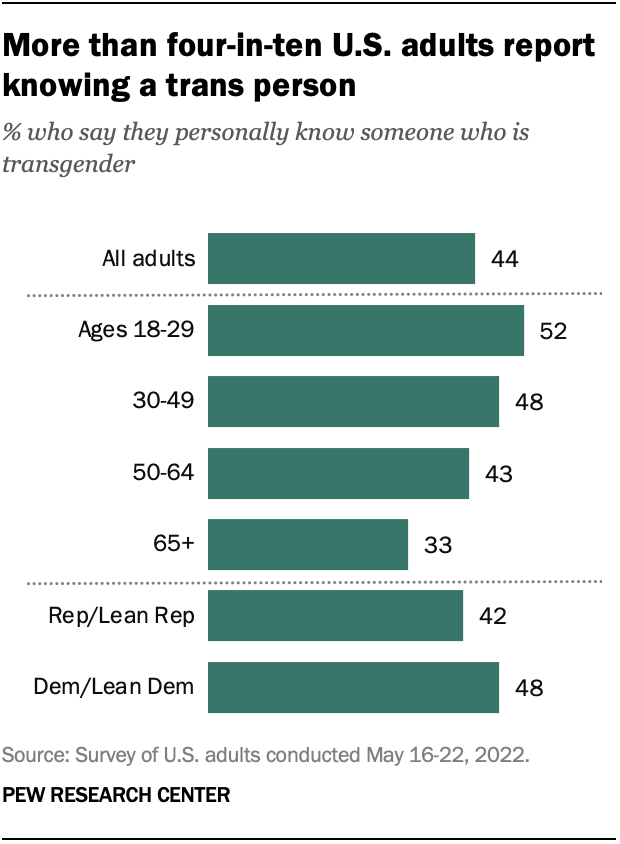 More than four-in-ten U.S. adults report
knowing a trans person
% who say they personally know someone who is
transgender
All adults 44
Ages 18-29 52
30-49 48
50-64 43
65+ 33
Rep/Lean Rep 42
Dem/Lean Dem 48
Source: Survey of U.S. adults conducted May 16-22, 2022.
PEW RESEARCH CENTER